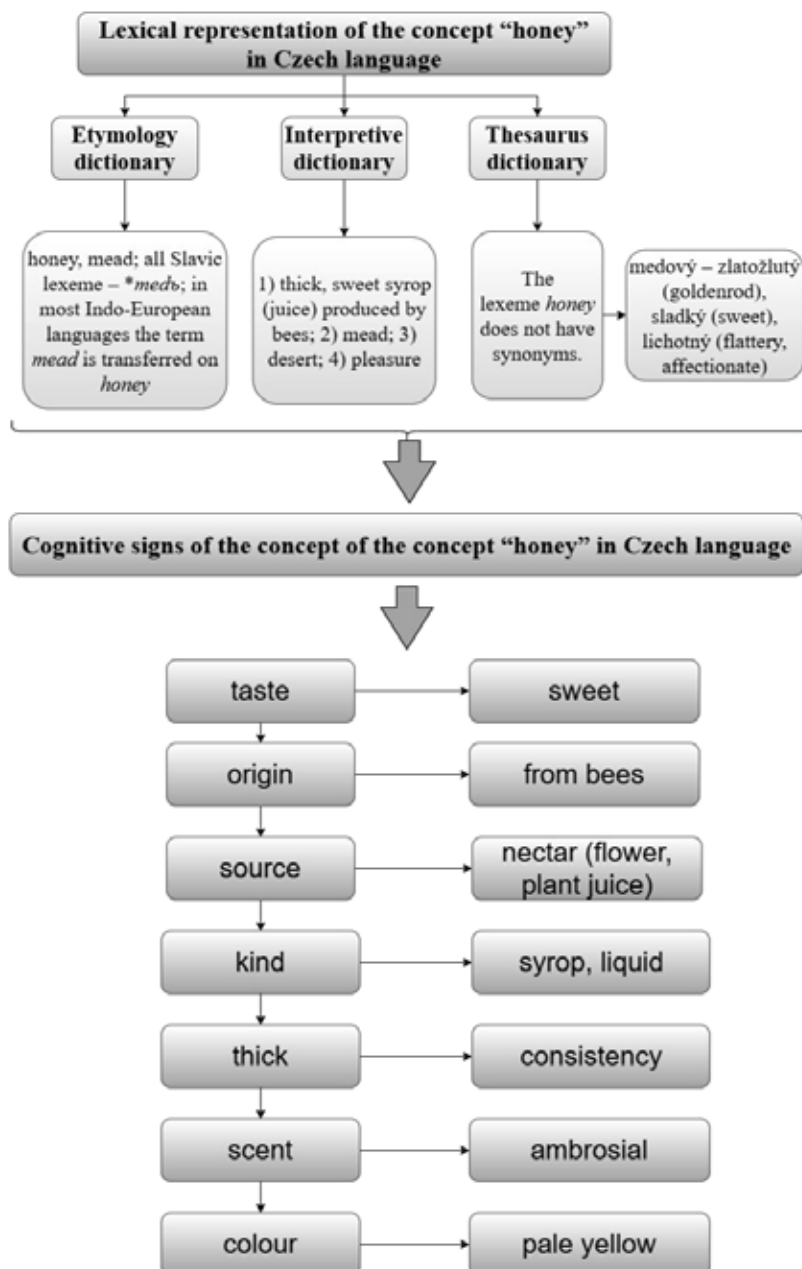 Lexical representation of the concept “honey”
in Czech language
Etymology
dictionary
Interpretive
dictionary
Thesaurus
dictionary
honey, mead; all Slavic
lexeme – *medь; in
most Indo-European
languages the term
mead is transferred on
honey
1) thick, sweet syrop
(juice) produced by
bees; 2) mead; 3)
desert; 4) pleasure
The
lexeme honey
does not have
synonyms.
medový – zlatožlutý
(goldenrod),
sladký (sweet),
lichotný (flattery,
affectionate)
Cognitive signs of the concept of the concept “honey” in Czech language
taste
sweet
origin
from bees
source
nectar (flower,
plant juice)
kind
syrop, liquid
thick
consistency
scent
ambrosial
colour
pale yellow